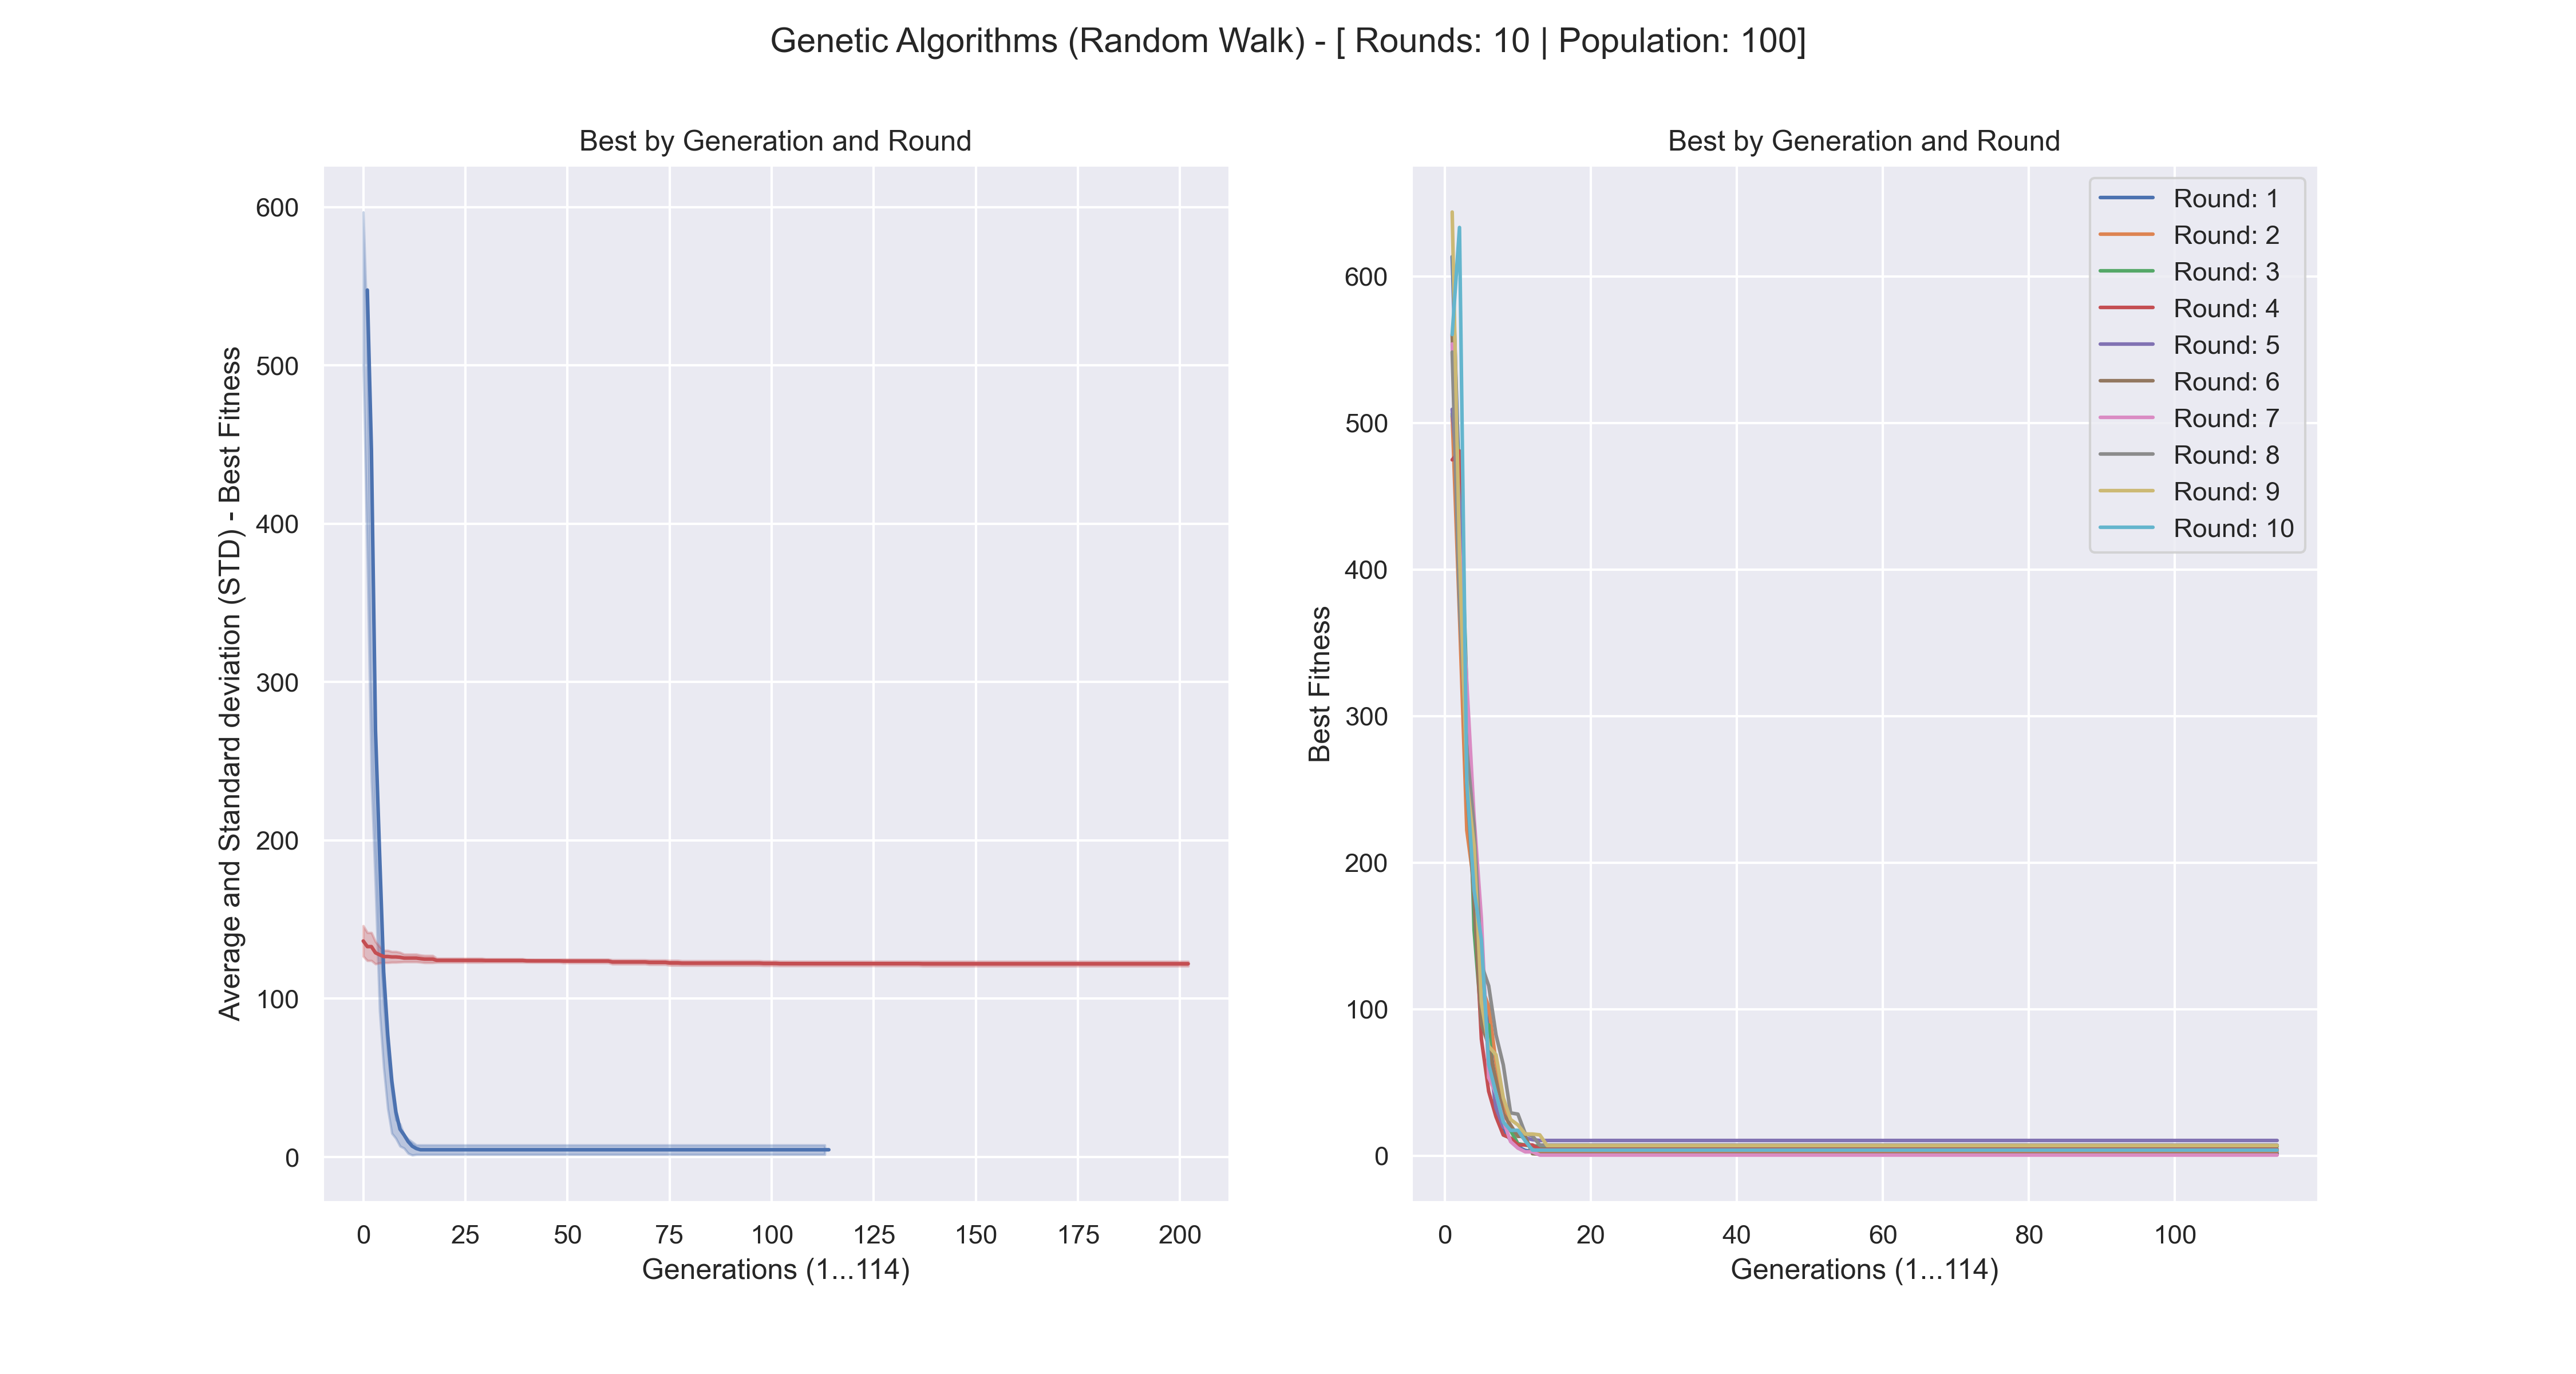 Genetic Algorithms (Random Walk) - [ Rounds: 10 | Population: 100]
Best by Generation and Round
Average and Standard deviation (STD) - Best Fitness
600
500
400
300
200
100
0
0 25 50 75 100 125 150 175 200
Generations (1...114)
Best by Generation and Round
Best Fitness
600
500
400
300
200
100
0
0 20 40 60 80 100
Generations (1...114)
Round: 1
Round: 2
Round: 3
Round: 4
Round: 5
Round: 6
Round: 7
Round: 8
Round: 9
Round: 10